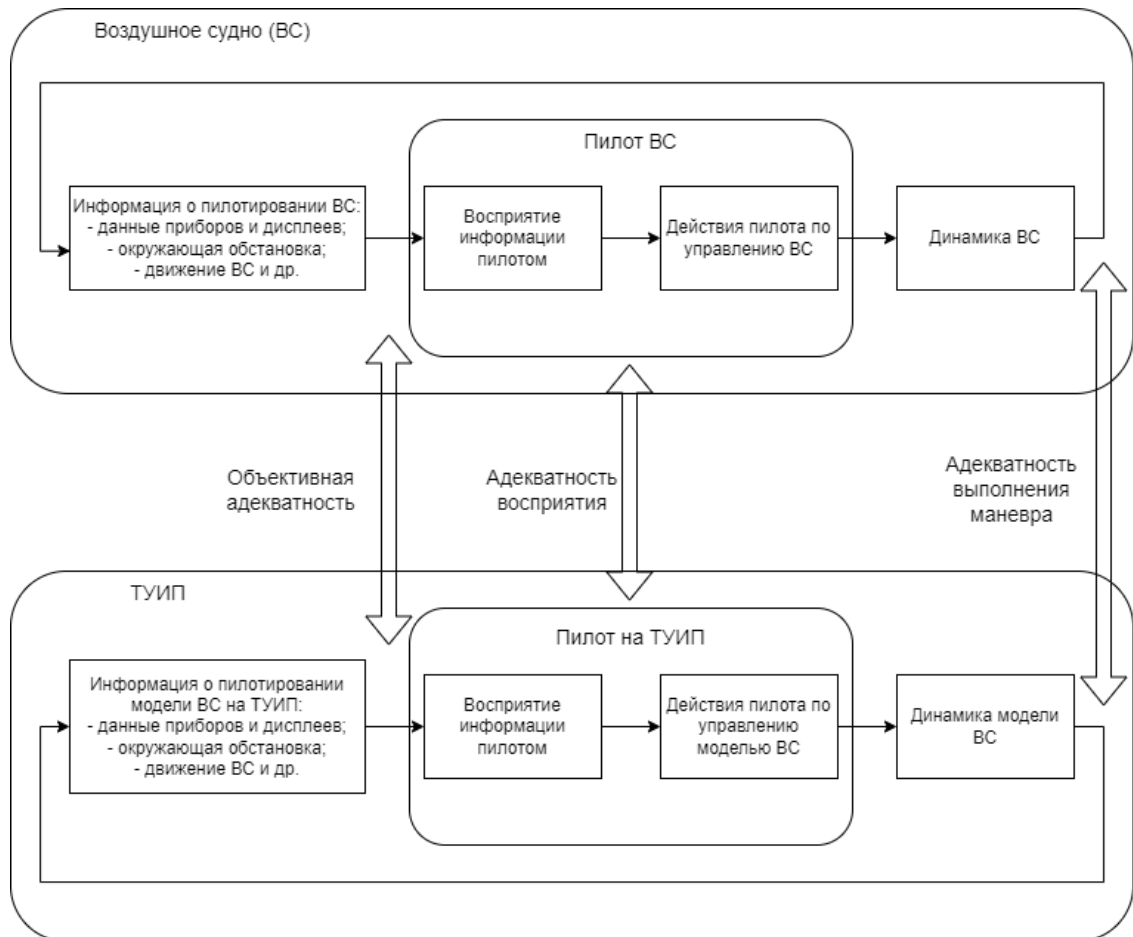 Воздушное судно (ВС)
Пилот ВС
Информация о пилотировании ВС:
- данные приборов и дисплеев;
- окружающая обстановка;
- движение ВС и др.
Восприятие
информации
пилотом
Действия пилота по
управлению ВС
Динамика ВС
Объективная
адекватность
Адекватность
восприятия
Адекватность
выполнения
маневра
ТУИП
Пилот на ТУИП
Информация о пилотировании
модели ВС на ТУИП:
- данные приборов и дисплеев;
- окружающая обстановка;
- движение ВС и др.
Восприятие
информации
пилотом
Действия пилота по
управлению
моделью ВС
Динамика модели
ВС